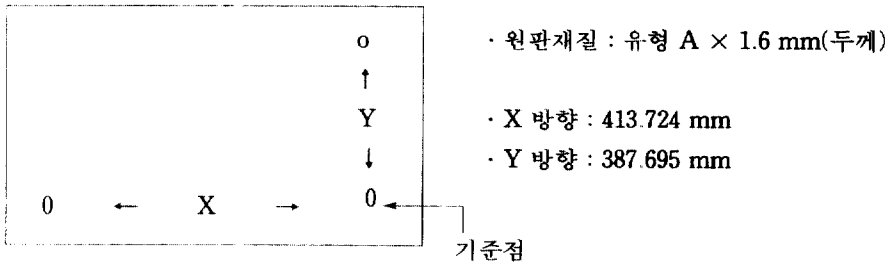 o
· 원판재질 : 유형 A × 1.6 mm(두께)
↑
Y
· X 방향 : 413.724 mm
↓
· Y 방향 : 387.695 mm
0 ← X → 0
기준점